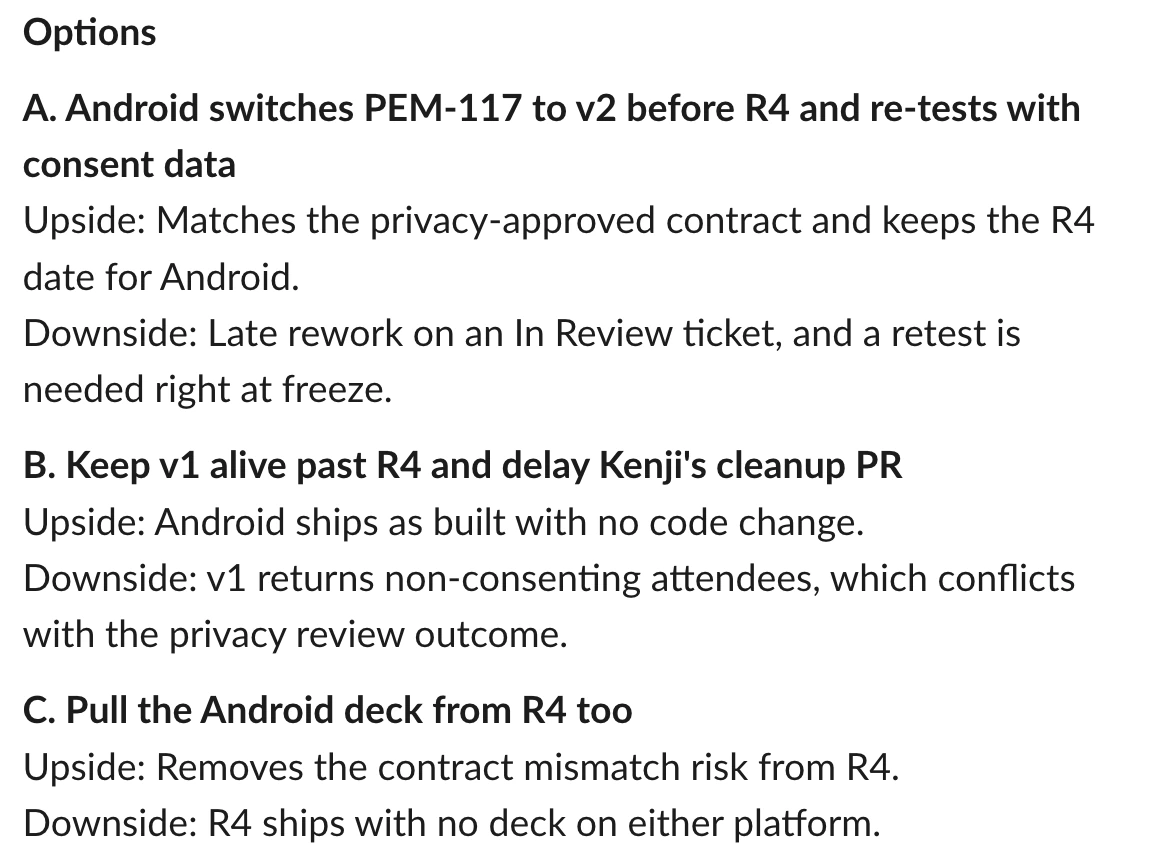 Options
A. Android switches PEM-117 to v2 before R4 and re-tests with
consent data
Upside: Matches the privacy-approved contract and keeps the R4
date for Android.
Downside: Late rework on an In Review ticket, and a retest is
needed right at freeze.
B. Keep v1 alive past R4 and delay Kenji's cleanup PR
Upside: Android ships as built with no code change.
Downside: v1 returns non-consenting attendees, which conflicts
with the privacy review outcome.
C. Pull the Android deck from R4 too
Upside: Removes the contract mismatch risk from R4.
Downside: R4 ships with no deck on either platform.